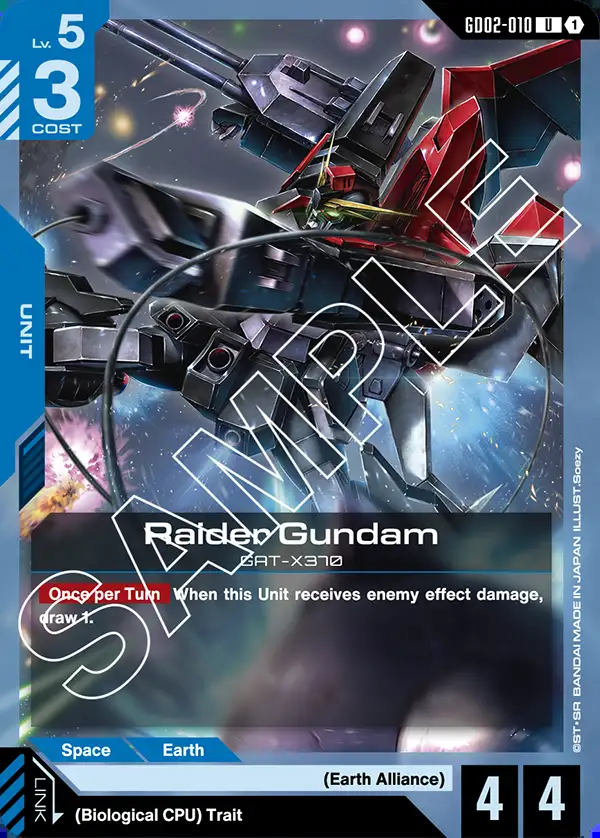 Lv. 5
GD02-010 U 1
3
COST
UNIT
SAMPLE
Raider Gundam
GAT-X370
Once per Turn When this Unit receives enemy effect damage,
draw 1.
©ST・SR BANDAI MADE IN JAPAN ILLUST.Soezy
Space Earth
(Earth Alliance)
LINK
(Biological CPU) Trait
4 4